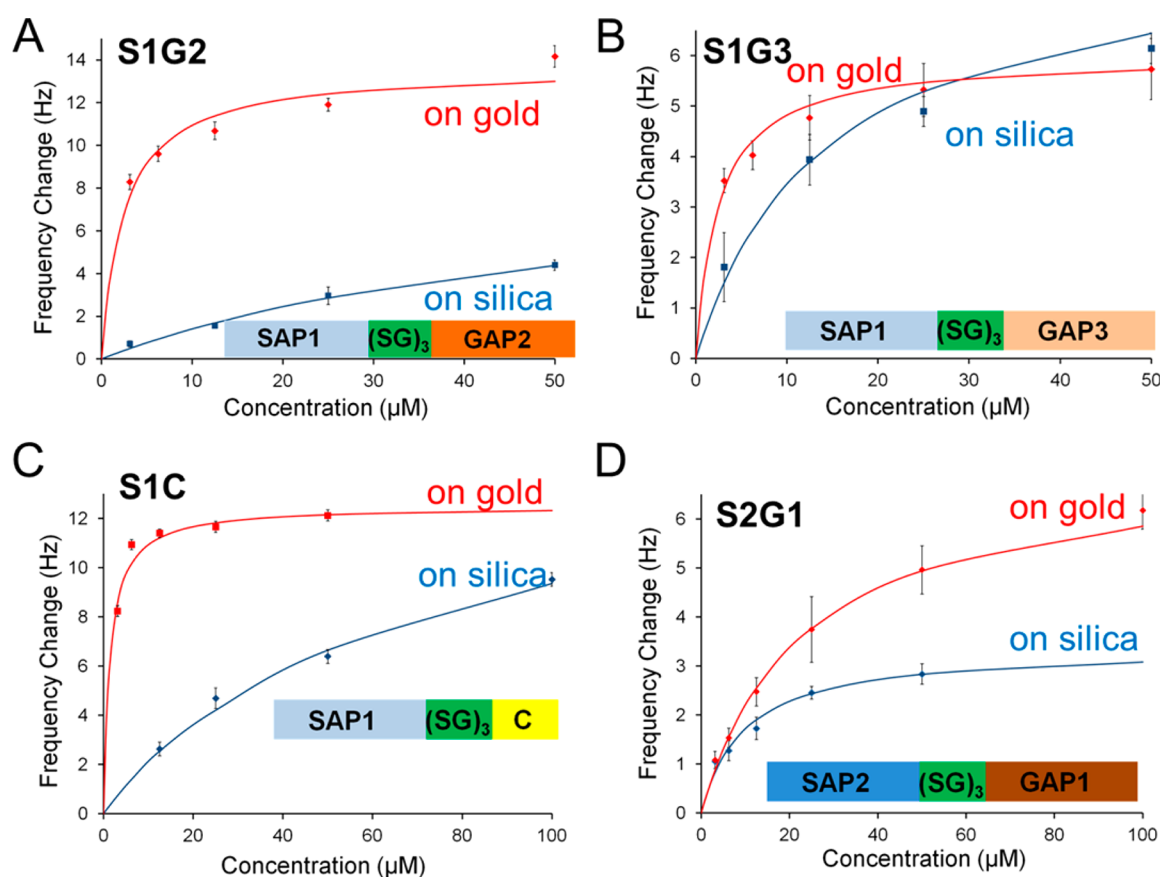 A
S1G2
Frequency Change (Hz)
14
12
10
8
6
4
2
0
on gold
on silica
SAP1 (SG)₃ GAP2
0 10 20 30 40 50
Concentration (µM)
B
S1G3
Frequency Change (Hz)
6
5
4
3
2
1
0
on gold
on silica
SAP1 (SG)₃ GAP3
0 10 20 30 40 50
Concentration (µM)
C
S1C
Frequency Change (Hz)
12
10
8
6
4
2
0
on gold
on silica
SAP1 (SG)₃ C
0 20 40 60 80 100
Concentration (µM)
D
S2G1
Frequency Change (Hz)
6
5
4
3
2
1
0
on gold
on silica
SAP2 (SG)₃ GAP1
0 20 40 60 80 100
Concentration (µM)